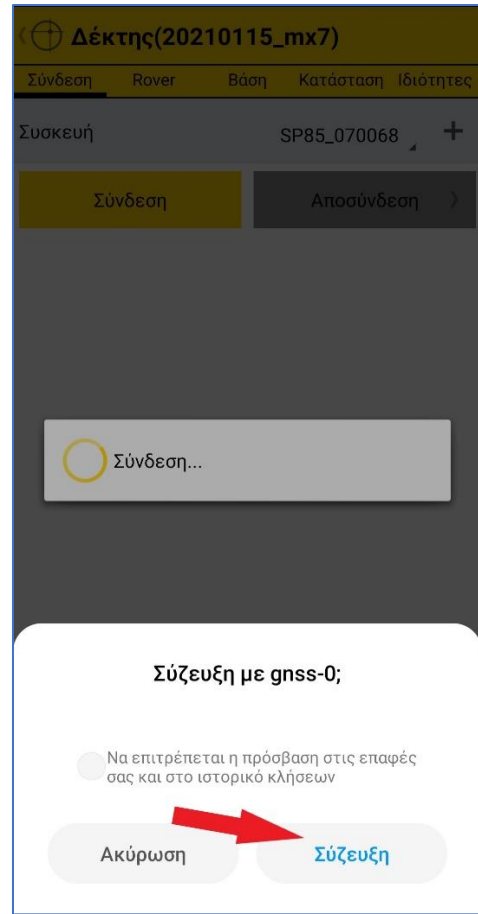 Δέκτης(20210115_mx7)
Σύνδεση Rover Βάση Κατάσταση Ιδιότητες
Συσκευή SP85_070068 +
Σύνδεση Αποσύνδεση
Σύνδεση...
Σύζευξη με gnss-0;
Να επιτρέπεται η πρόσβαση στις επαφές
σας και στο ιστορικό κλήσεων
Ακύρωση Σύζευξη